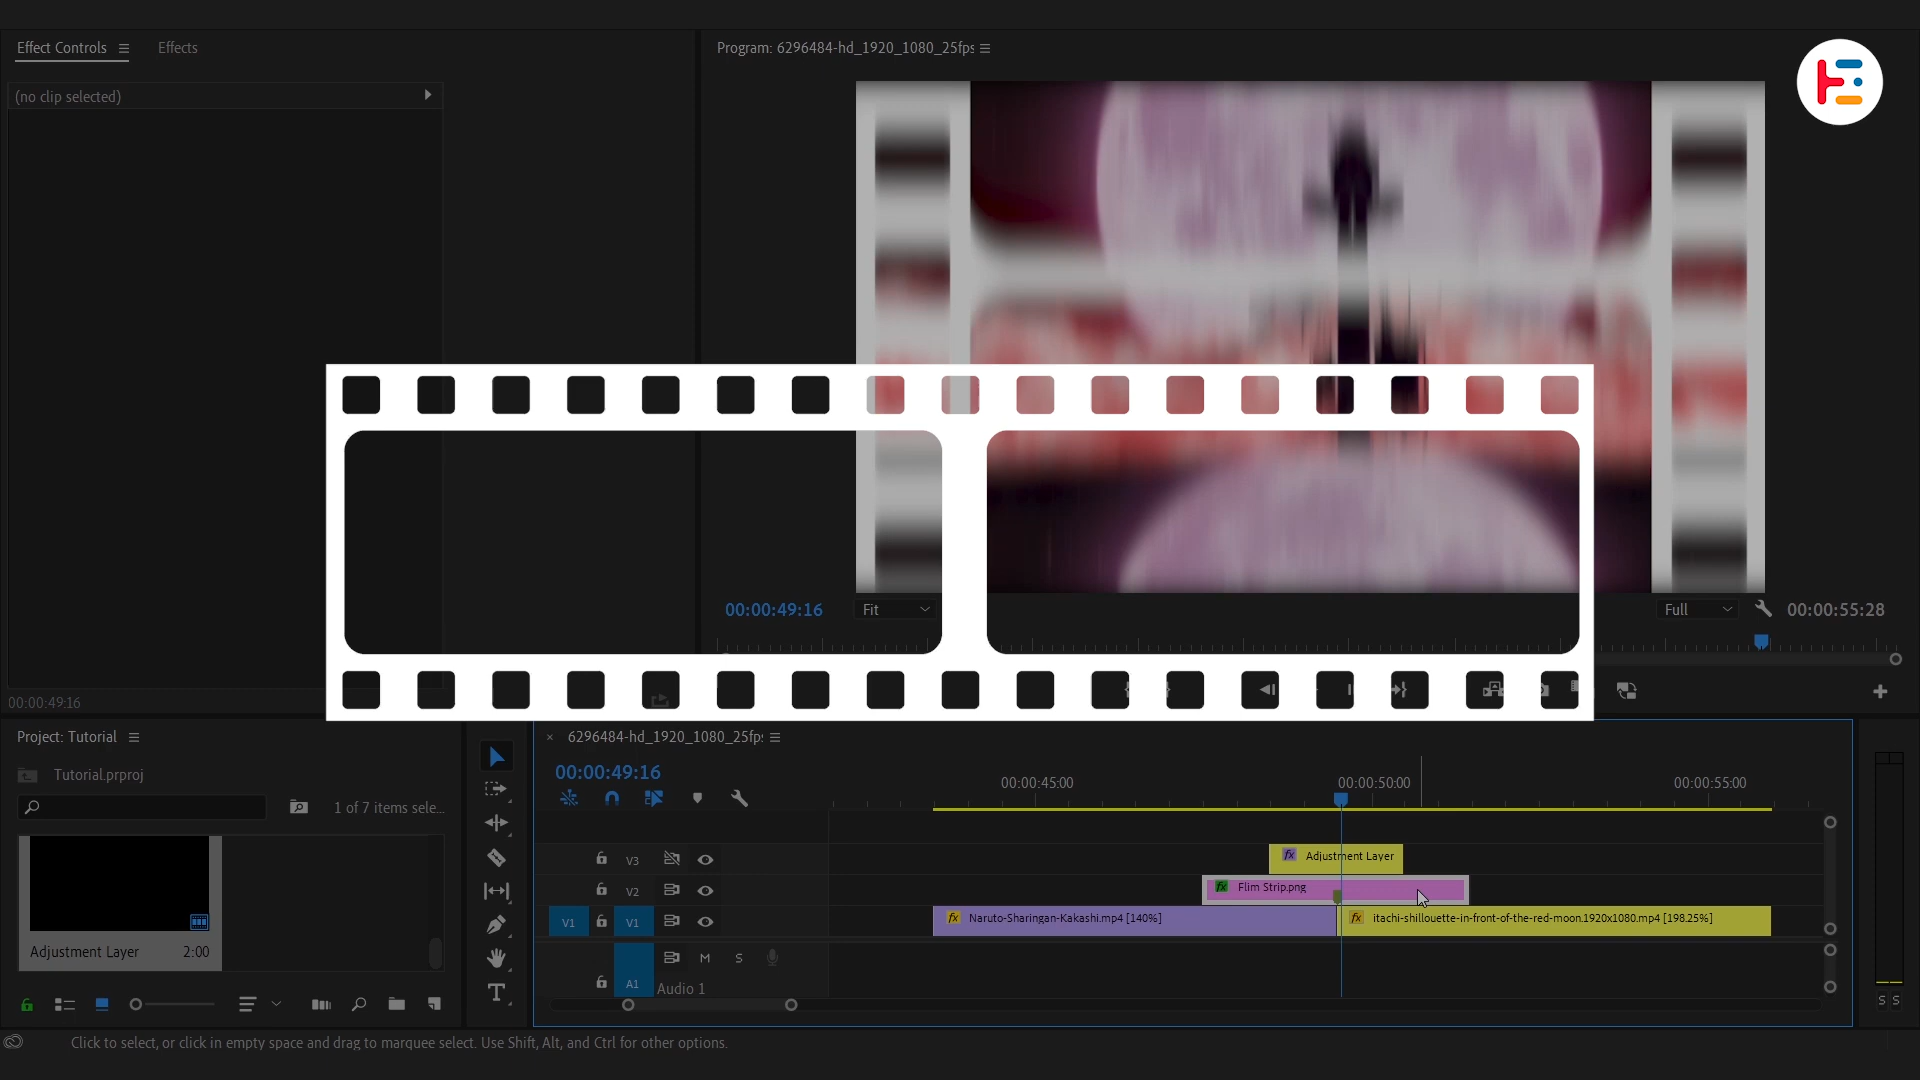 Effect Controls
Effects
Program: 6296484-hd_1920_1080_25fps
(no clip selected)
00:00:49:16
Fit
Full
00:00:55:28
00:00:49:16
Project: Tutorial
Tutorial.prproj
1 of 7 items sele...
Adjustment Layer
2:00
× 6296484-hd_1920_1080_25fps
00:00:49:16
00:00:45:00
00:00:50:00
00:00:55:00
V3
fx Adjustment Layer
V2
fx Flim Strip.png
V1
V1
fx Naruto-Sharingan-Kakashi.mp4 [140%]
fx itachi-shillouette-in-front-of-the-red-moon.1920x1080.mp4 [198.25%]
M
S
A1
Audio 1
S S
Click to select, or click in empty space and drag to marquee select. Use Shift, Alt, and Ctrl for other options.